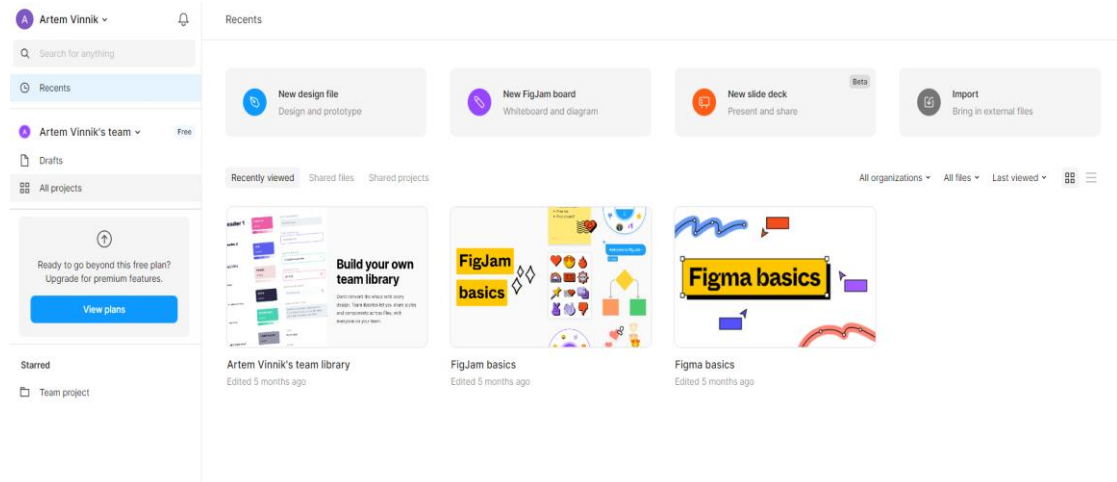 A Artem Vinnik
Search for anything
Recents
A Artem Vinnik's team Free
Drafts
All projects
Ready to go beyond this free plan?
Upgrade for premium features.
View plans
Starred
Team project
Recents
New design file
Design and prototype
New FigJam board
Whiteboard and diagram
Beta
New slide deck
Present and share
Import
Bring in external files
Recently viewed Shared files Shared projects
All organizations All files Last viewed
Build your own
team library
Artem Vinnik's team library
Edited 5 months ago
FigJam
basics
FigJam basics
Edited 5 months ago
Figma basics
Figma basics
Edited 5 months ago